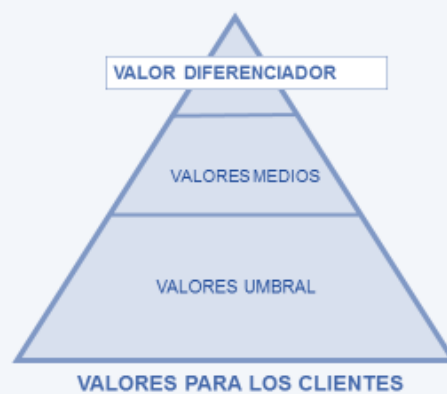 VALOR DIFERENCIADOR
VALORES MEDIOS
VALORES UMBRAL
VALORES PARA LOS CLIENTES